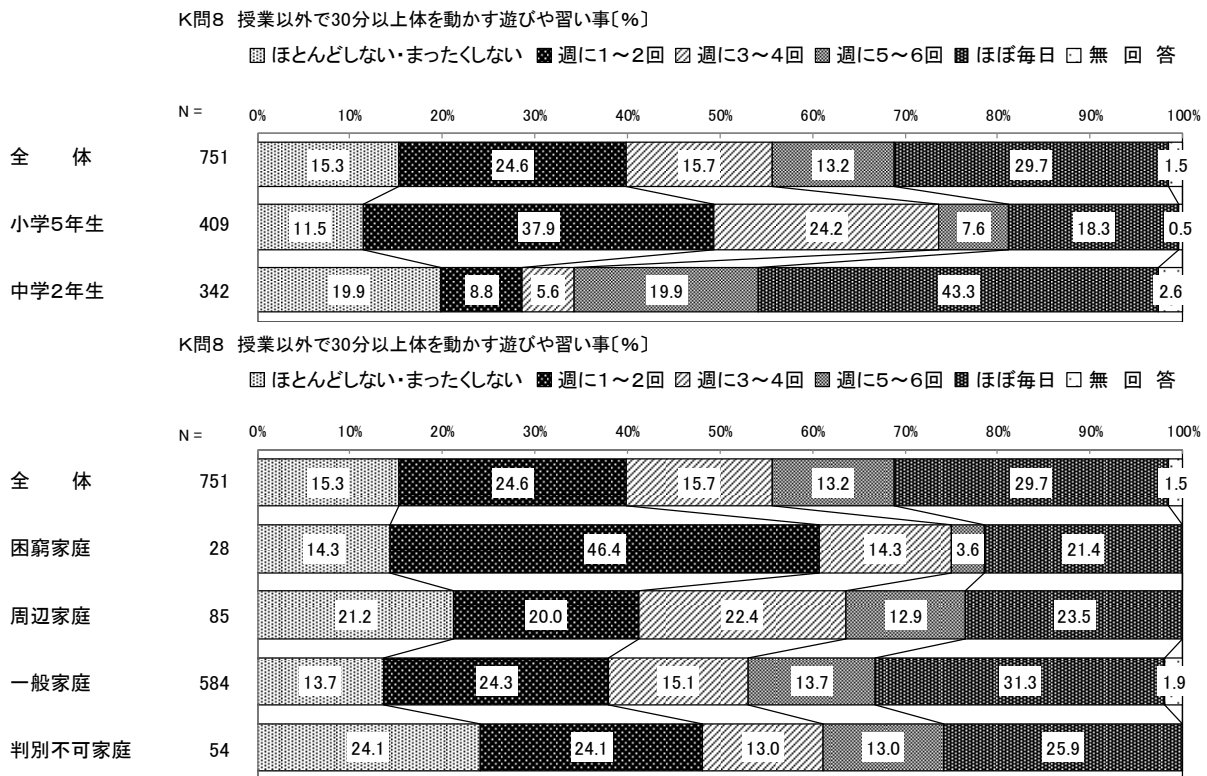 K問8 授業以外で30分以上体を動かす遊びや習い事〔%〕
ほとんどしない・まったくしない 週に1～2回 週に3～4回 週に5～6回 ほぼ毎日 無 回 答
N = 0% 10% 20% 30% 40% 50% 60% 70% 80% 90% 100%
全 体 751 15.3 24.6 15.7 13.2 29.7 1.5
小学5年生 409 11.5 37.9 24.2 7.6 18.3 0.5
中学2年生 342 19.9 8.8 5.6 19.9 43.3 2.6
K問8 授業以外で30分以上体を動かす遊びや習い事〔%〕
ほとんどしない・まったくしない 週に1～2回 週に3～4回 週に5～6回 ほぼ毎日 無 回 答
N = 0% 10% 20% 30% 40% 50% 60% 70% 80% 90% 100%
全 体 751 15.3 24.6 15.7 13.2 29.7 1.5
困窮家庭 28 14.3 46.4 14.3 3.6 21.4
周辺家庭 85 21.2 20.0 22.4 12.9 23.5
一般家庭 584 13.7 24.3 15.1 13.7 31.3 1.9
判別不可家庭 54 24.1 24.1 13.0 13.0 25.9